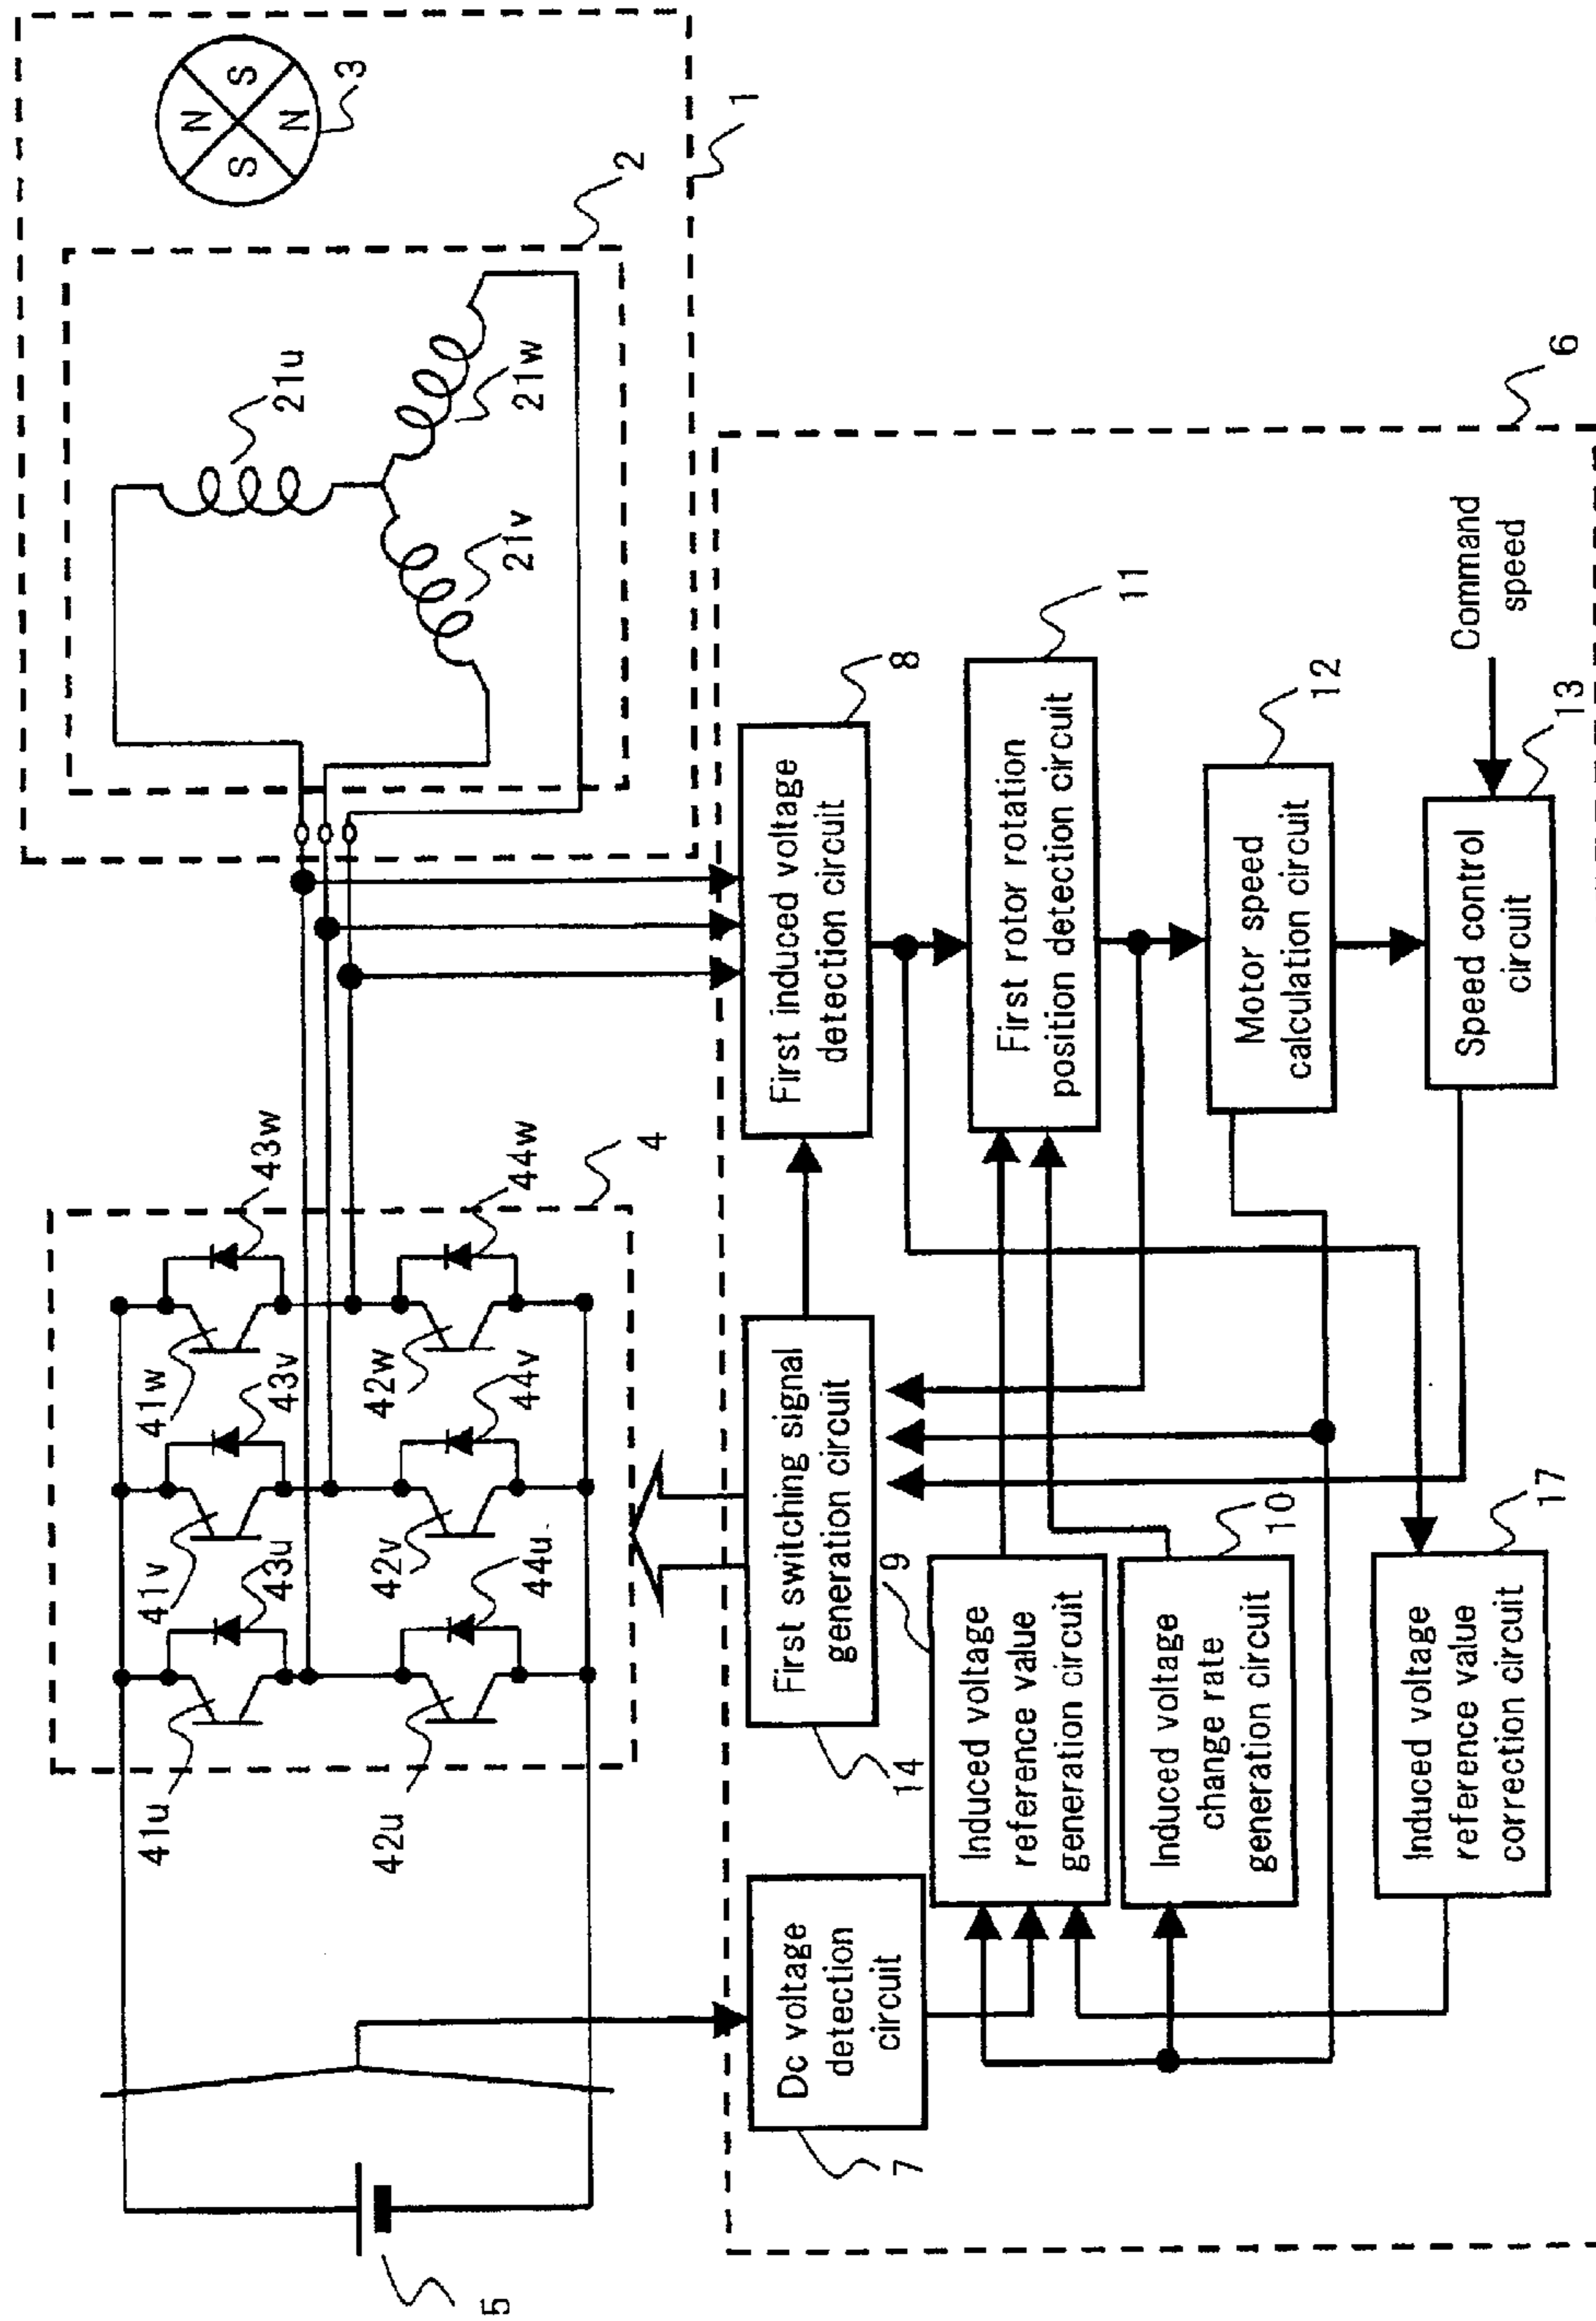 5
41u
41v
41w
43u
43v
43w
42u
42v
42w
44u
44v
44w
4
21u
21v
21w
2
N
S
S
N
3
1
Dc voltage
detection
circuit
7
First switching signal
generation circuit
14
First induced voltage
detection circuit
8
Induced voltage
reference value
generation circuit
9
First rotor rotation
position detection circuit
11
Induced voltage
change rate
generation circuit
10
Motor speed
calculation circuit
12
Induced voltage
reference value
correction circuit
17
Speed control
circuit
13
Command
speed
6